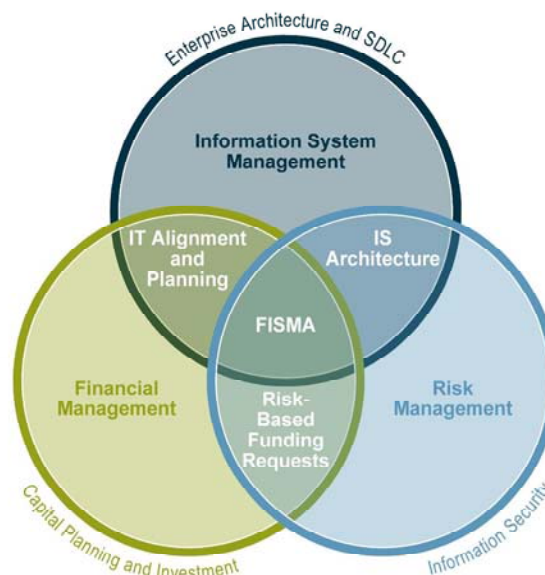 Enterprise Architecture and SDLC
Information System
Management
IT Alignment
and
Planning
IS
Architecture
FISMA
Financial
Management
Risk-
Based
Funding
Requests
Risk
Management
Capital Planning and Investment
Information Security